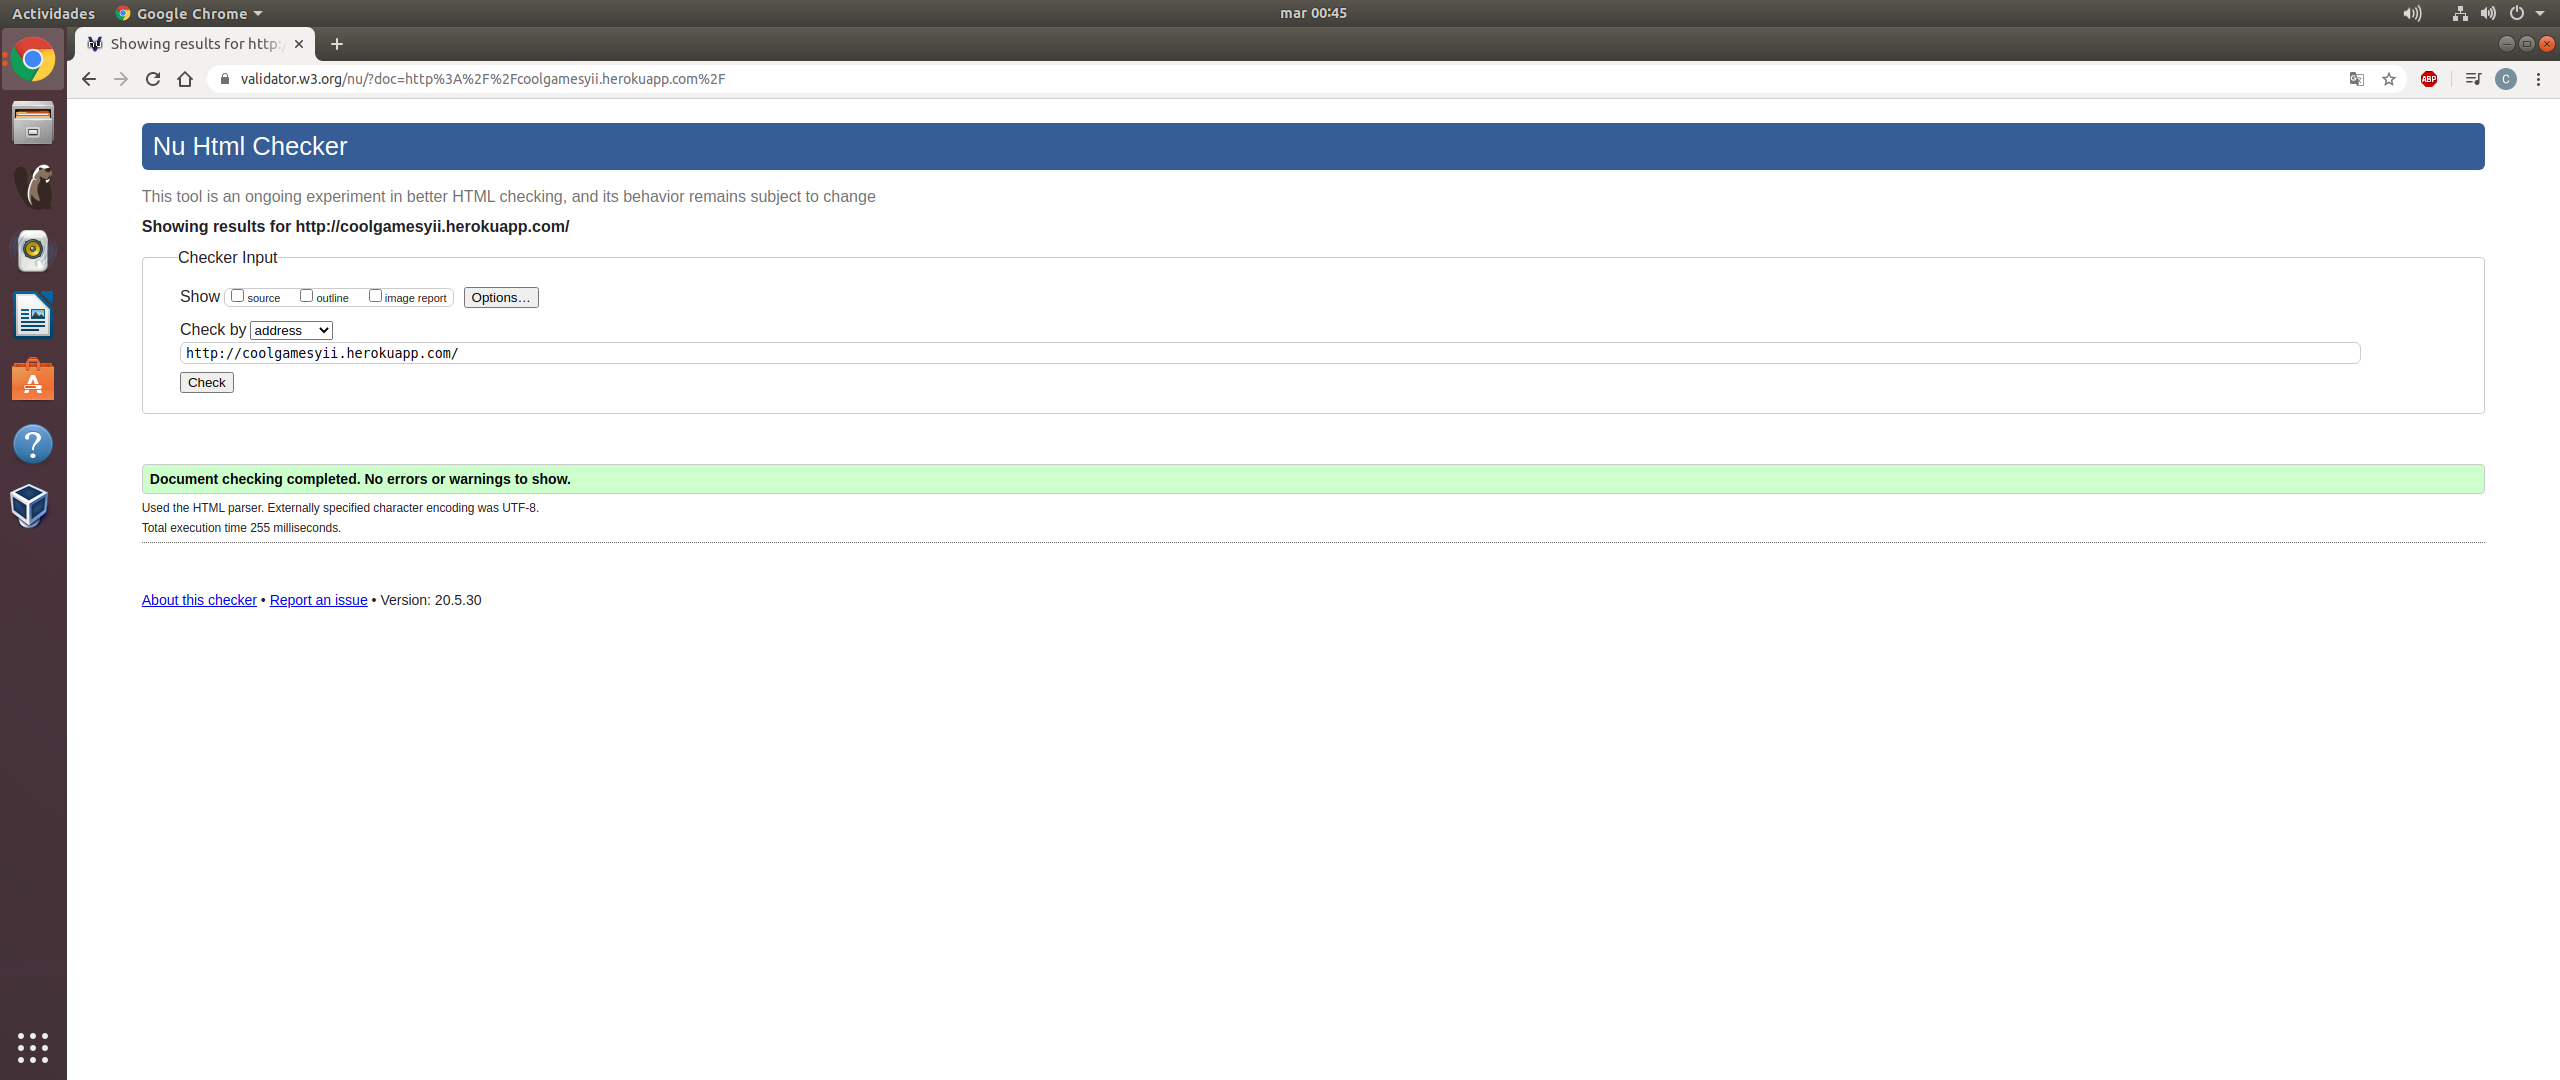 Actividades
Google Chrome
mar 00:45
nu Showing results for http:/
validator.w3.org/nu/?doc=http%3A%2F%2Fcoolgamesyii.herokuapp.com%2F
ABP
C
Nu Html Checker
This tool is an ongoing experiment in better HTML checking, and its behavior remains subject to change
Showing results for http://coolgamesyii.herokuapp.com/
Checker Input
Show source outline image report Options…
Check by address
http://coolgamesyii.herokuapp.com/
Check
Document checking completed. No errors or warnings to show.
Used the HTML parser. Externally specified character encoding was UTF-8.
Total execution time 255 milliseconds.
About this checker • Report an issue • Version: 20.5.30